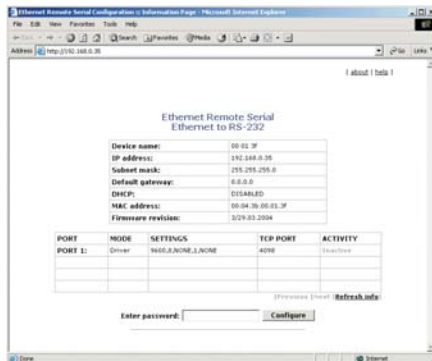 Ethernet Remote Serial Configuration :: Information Page - Microsoft Internet Explorer
File Edit View Favorites Tools Help
Search Favorites Media
Address http://192.168.0.35 Go Links
| about | help |
Ethernet Remote Serial
Ethernet to RS-232
Device name: 00 01 3F
IP address: 192.168.0.35
Subnet mask: 255.255.255.0
Default gateway: 0.0.0.0
DHCP: DISABLED
MAC address: 00.04.3b.00.01.3f
Firmware revision: 3/29.03.2004
PORT MODE SETTINGS TCP PORT ACTIVITY
PORT 1: Driver 9600,8,NONE,1,NONE 4098 Inactive
|Previous |Next |Refresh info|
Enter password: Configure
Done Internet